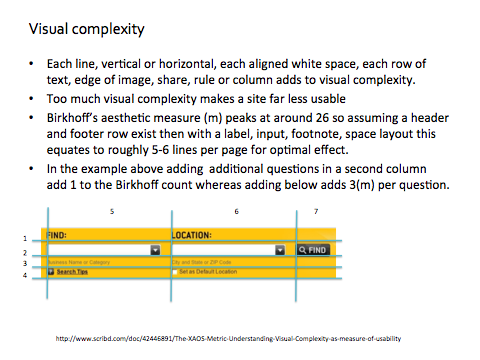 Visual complexity
• Each line, vertical or horizontal, each aligned white space, each row of
text, edge of image, share, rule or column adds to visual complexity.
• Too much visual complexity makes a site far less usable
• Birkhoff's aesthetic measure (m) peaks at around 26 so assuming a header
and footer row exist then with a label, input, footnote, space layout this
equates to roughly 5-6 lines per page for optimal effect.
• In the example above adding additional questions in a second column
add 1 to the Birkhoff count whereas adding below adds 3(m) per question.
5 6 7
1 FIND: LOCATION:
2 FIND
3 Business Name or Category City and State or ZIP Code
4 Search Tips Set as Default Location
http://www.scribd.com/doc/42446891/The-XAOS-Metric-Understanding-Visual-Complexity-as-measure-of-usability